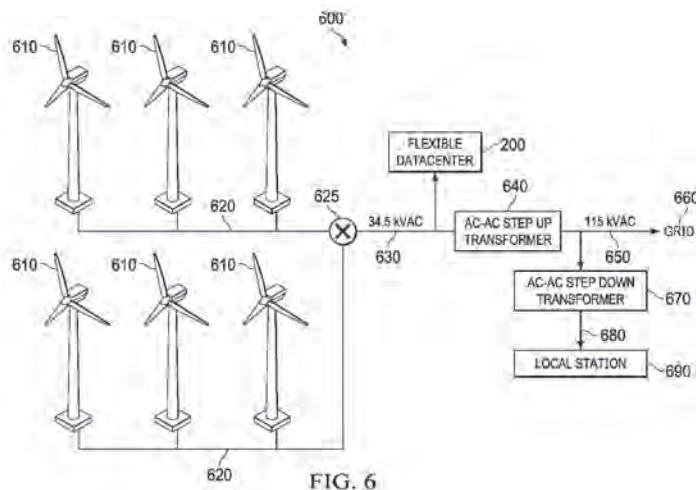 600
610
610
610
FLEXIBLE
DATACENTER
200
640
660
625
620
34.5 kVAC
AC-AC STEP UP
TRANSFORMER
115 kVAC
GRID
630
650
610
610
610
AC-AC STEP DOWN
TRANSFORMER
670
680
LOCAL STATION
690
620
FIG. 6